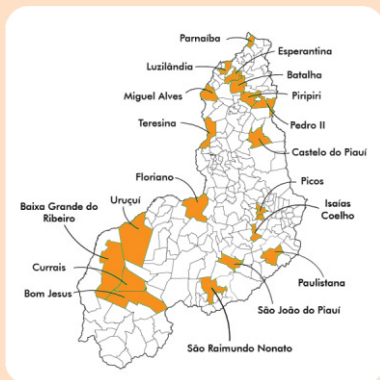 Parnaíba
Esperantina
Luzilândia
Batalha
Miguel Alves
Piripiri
Pedro II
Teresina
Castelo do Piauí
Floriano
Picos
Isaías
Coelho
Baixa Grande do
Ribeiro
Uruçuí
Currais
Bom Jesus
Paulistana
São João do Piauí
São Raimundo Nonato